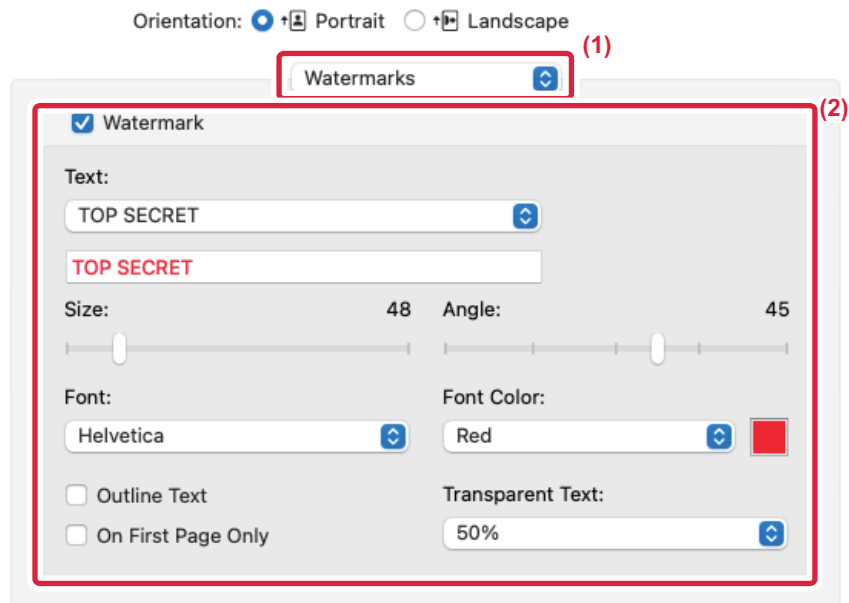 Orientation: Portrait Landscape
(1)
Watermarks
(2)
Watermark
Text:
TOP SECRET
TOP SECRET
Size: 48 Angle: 45
Font: Font Color:
Helvetica Red
Outline Text Transparent Text:
On First Page Only 50%